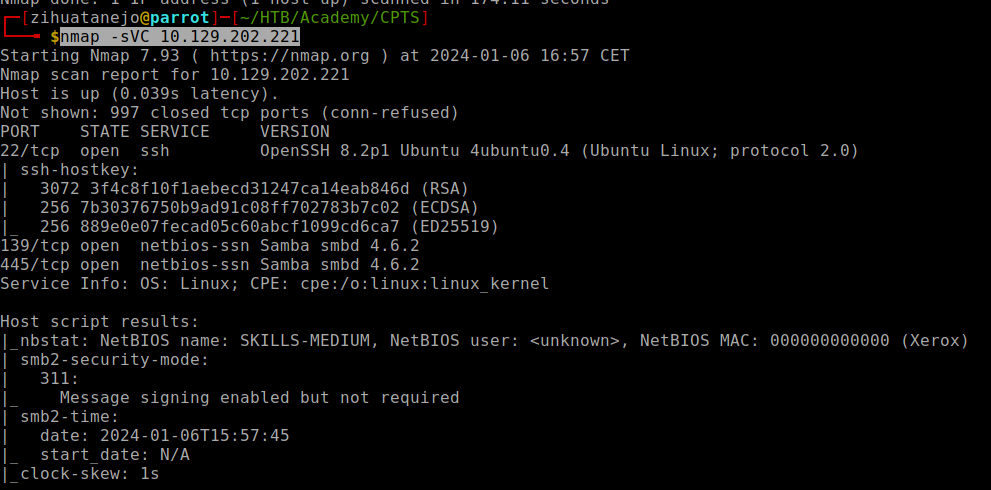 Nmap done: 1 IP address (1 host up) scanned in 174.11 seconds
┌─[zihuatanejo@parrot]─[~/HTB/Academy/CPTS]
└──╼ $nmap -sVC 10.129.202.221
Starting Nmap 7.93 ( https://nmap.org ) at 2024-01-06 16:57 CET
Nmap scan report for 10.129.202.221
Host is up (0.039s latency).
Not shown: 997 closed tcp ports (conn-refused)
PORT    STATE SERVICE     VERSION
22/tcp  open  ssh         OpenSSH 8.2p1 Ubuntu 4ubuntu0.4 (Ubuntu Linux; protocol 2.0)
| ssh-hostkey:
|   3072 3f4c8f10f1aebecd31247ca14eab846d (RSA)
|   256 7b30376750b9ad91c08ff702783b7c02 (ECDSA)
|_  256 889e0e07fecad05c60abcf1099cd6ca7 (ED25519)
139/tcp open  netbios-ssn Samba smbd 4.6.2
445/tcp open  netbios-ssn Samba smbd 4.6.2
Service Info: OS: Linux; CPE: cpe:/o:linux:linux_kernel

Host script results:
|_nbstat: NetBIOS name: SKILLS-MEDIUM, NetBIOS user: <unknown>, NetBIOS MAC: 000000000000 (Xerox)
| smb2-security-mode:
|   311:
|_    Message signing enabled but not required
| smb2-time:
|   date: 2024-01-06T15:57:45
|_  start_date: N/A
|_clock-skew: 1s